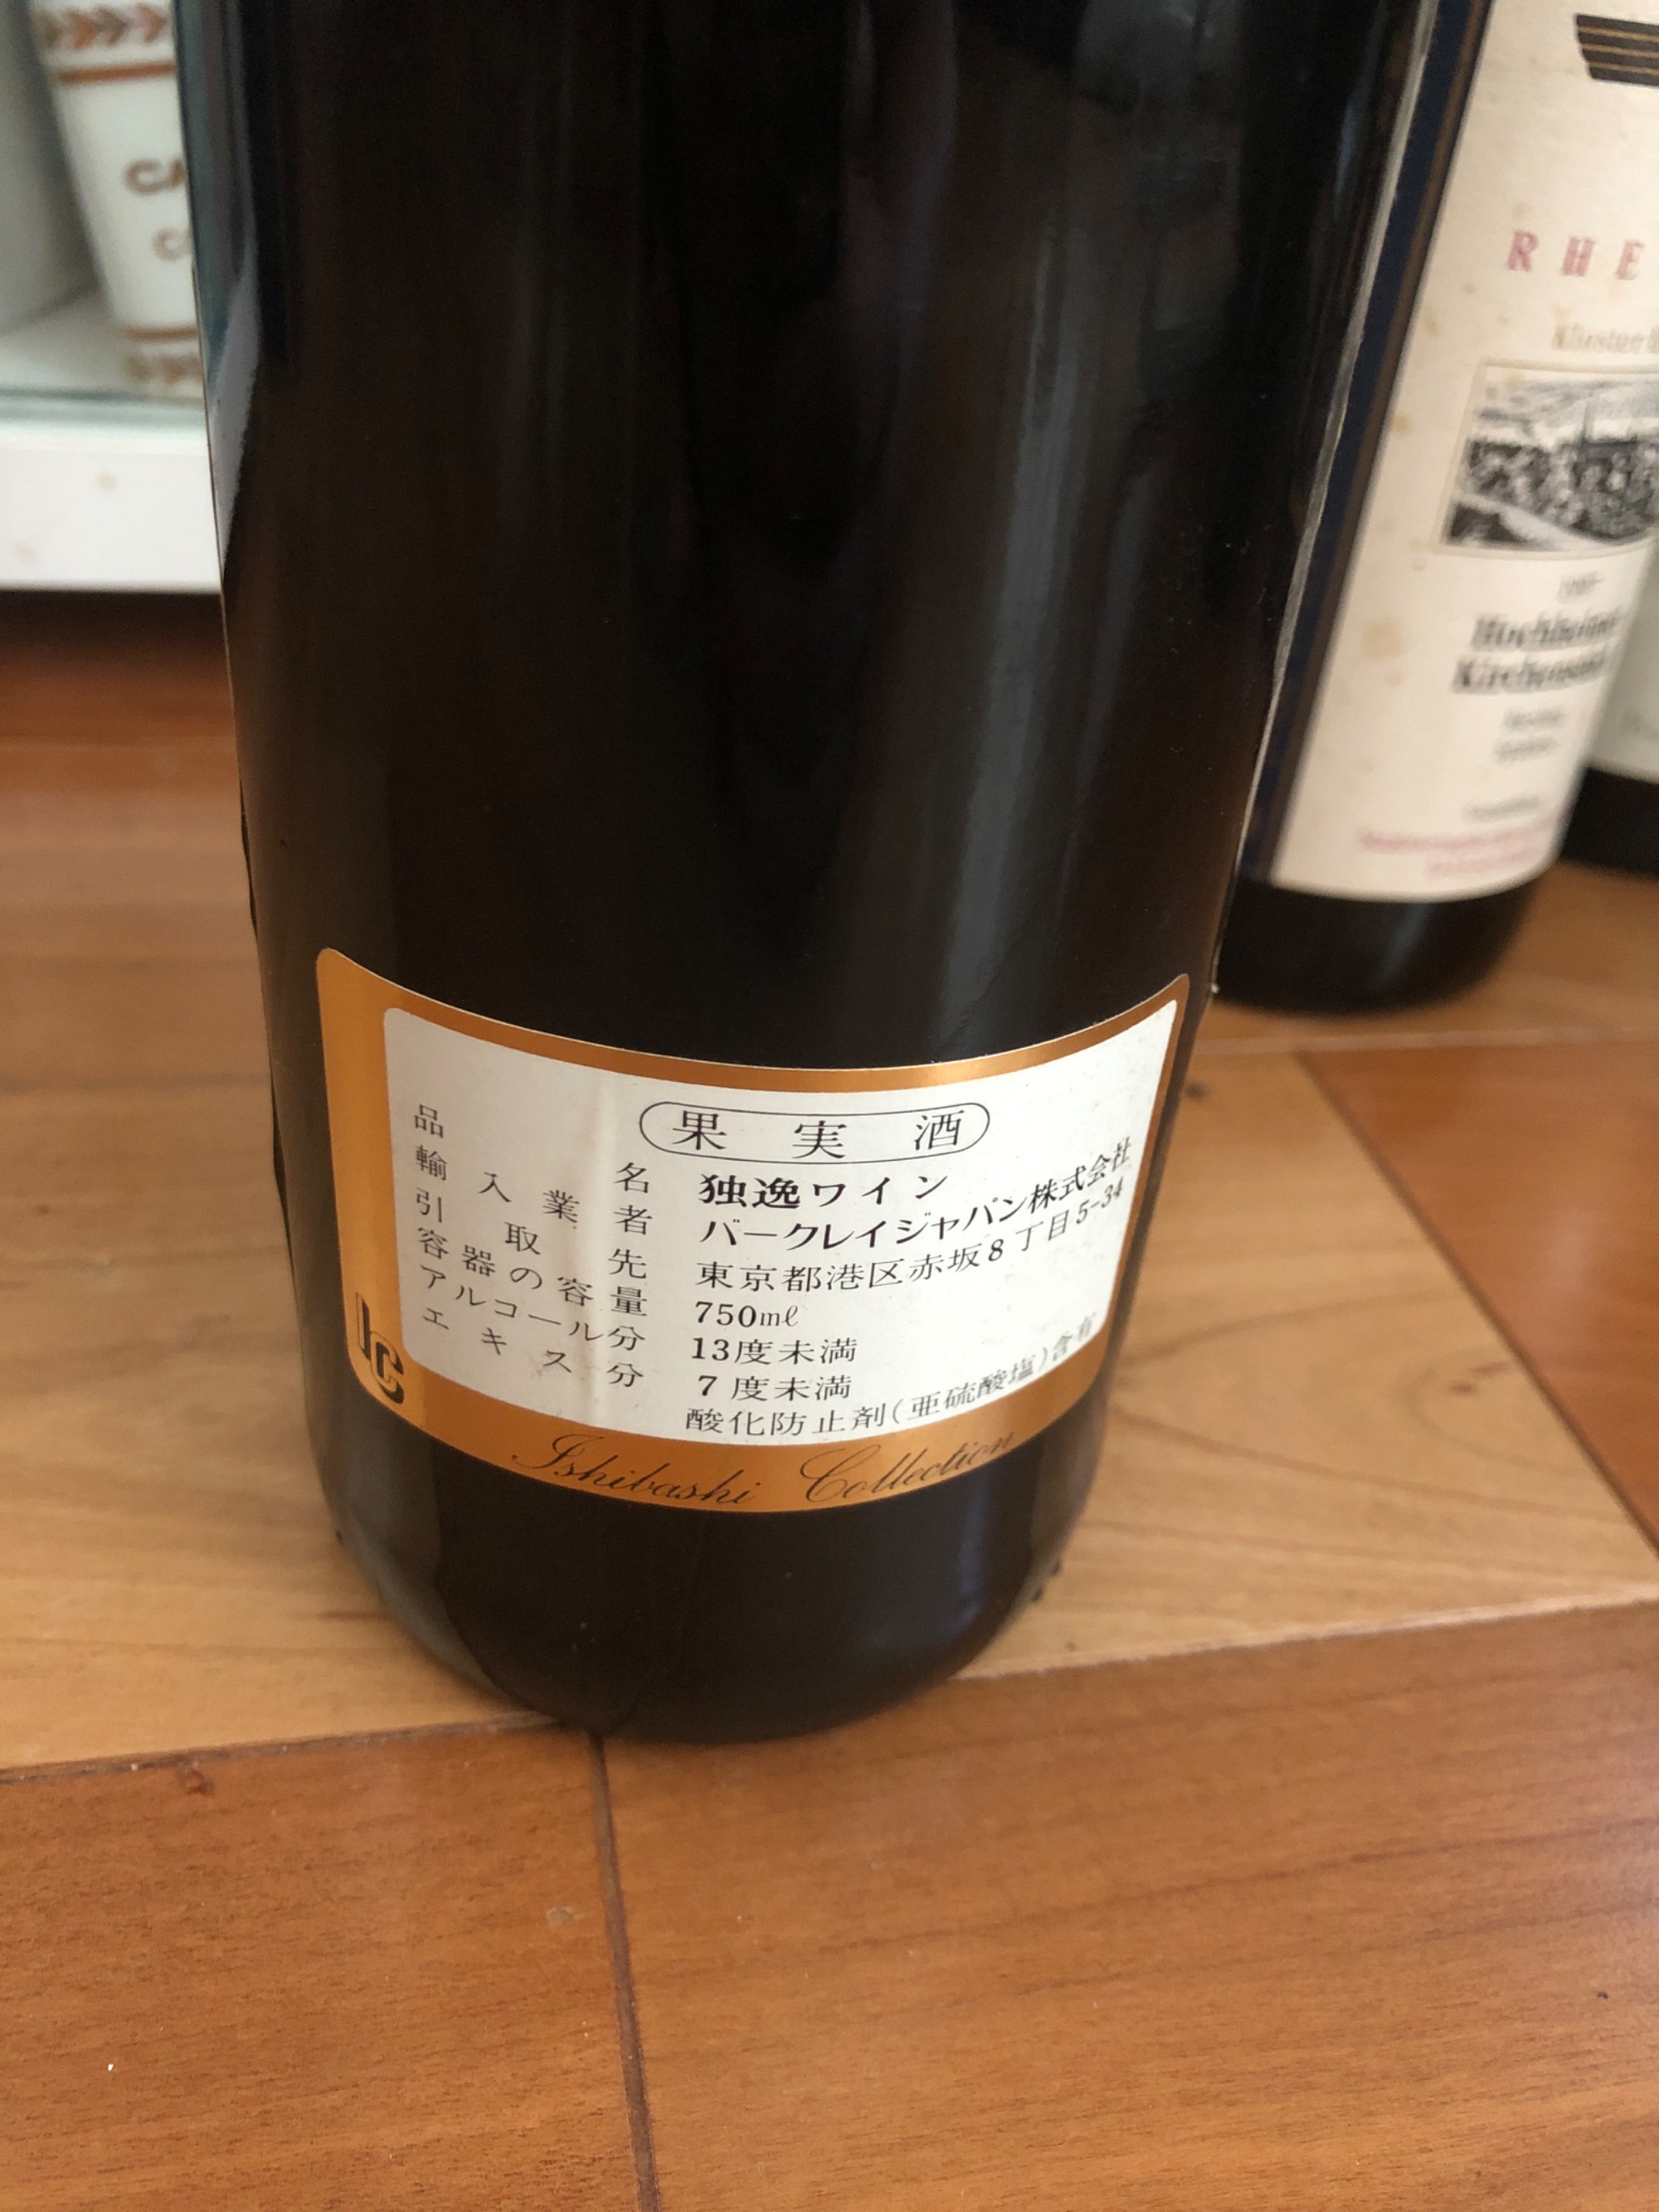 果実酒
品名 独逸ワイン
輸入業者 バークレイジャパン株式会社
引取先 東京都港区赤坂8丁目5-34
容器の容量 750mℓ
アルコール分 13度未満
エキス分 7度未満
酸化防止剤(亜硫酸塩)含有
IC
Ishibashi Collection
CA
C
RHE